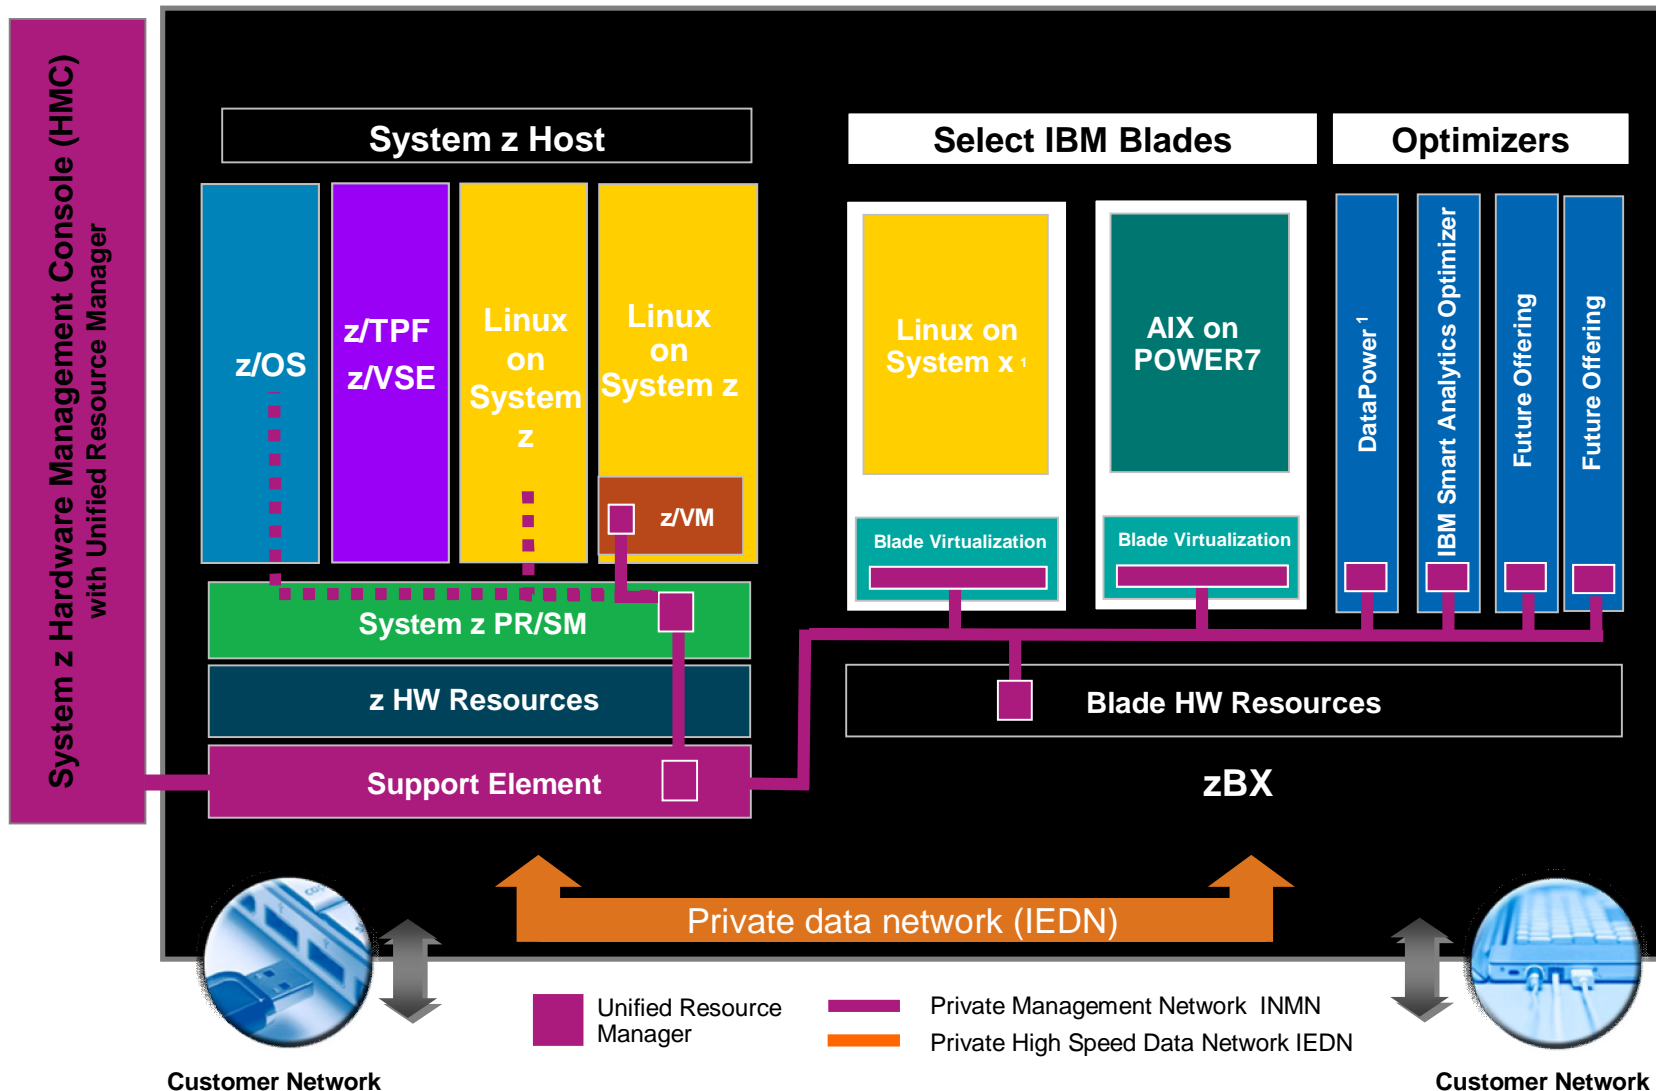 System z Hardware Management Console (HMC)
with Unified Resource Manager
System z Host
Select IBM Blades
Optimizers
z/OS
z/TPF
z/VSE
Linux
on
System
z
Linux
on
System z
z/VM
Linux on
System x 1
AIX on
POWER7
Blade Virtualization
Blade Virtualization
DataPower 1
IBM Smart Analytics Optimizer
Future Offering
Future Offering
System z PR/SM
z HW Resources
Support Element
Blade HW Resources
zBX
Private data network (IEDN)
Unified Resource
Manager
Private Management Network INMN
Private High Speed Data Network IEDN
Customer Network
Customer Network